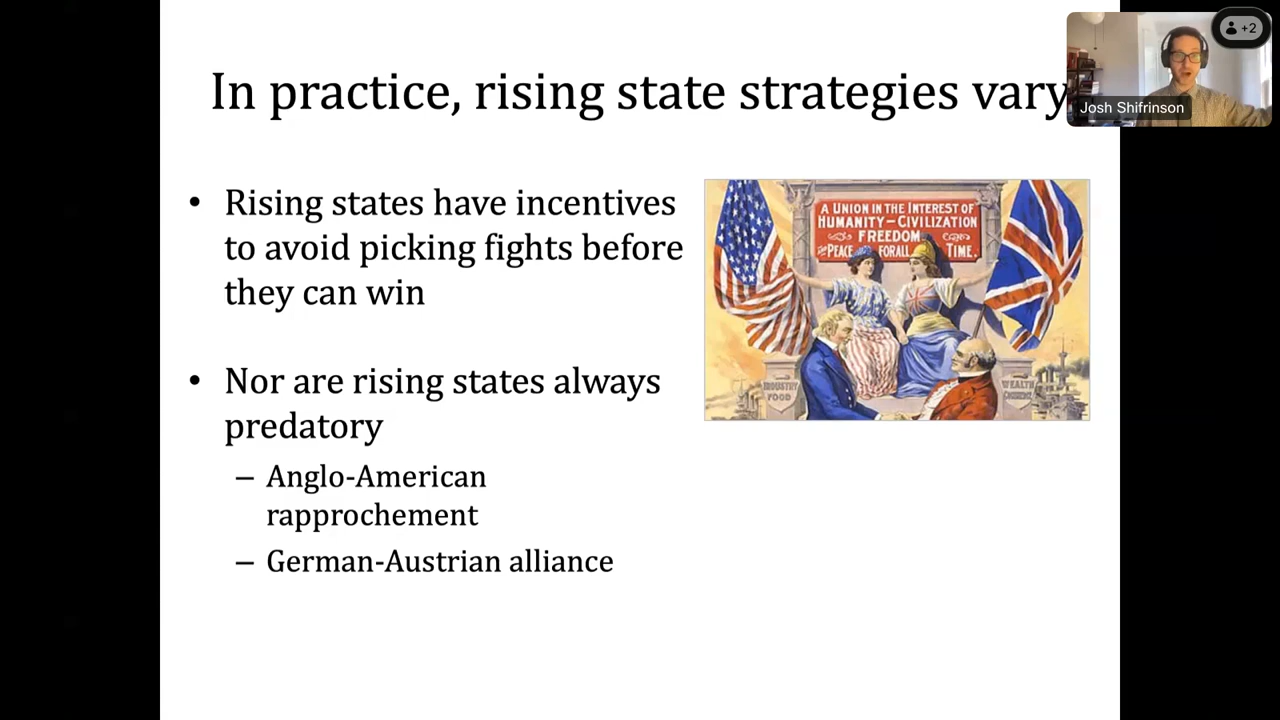 In practice, rising state strategies vary
+2
Josh Shifrinson
Rising states have incentives
to avoid picking fights before
they can win
Nor are rising states always
predatory
– Anglo-American
rapprochement
– German-Austrian alliance
A UNION IN THE INTEREST OF
HUMANITY – CIVILIZATION
FREEDOM
AND PEACE FOR ALL TIME.
INDUSTRY
FOOD
WEALTH